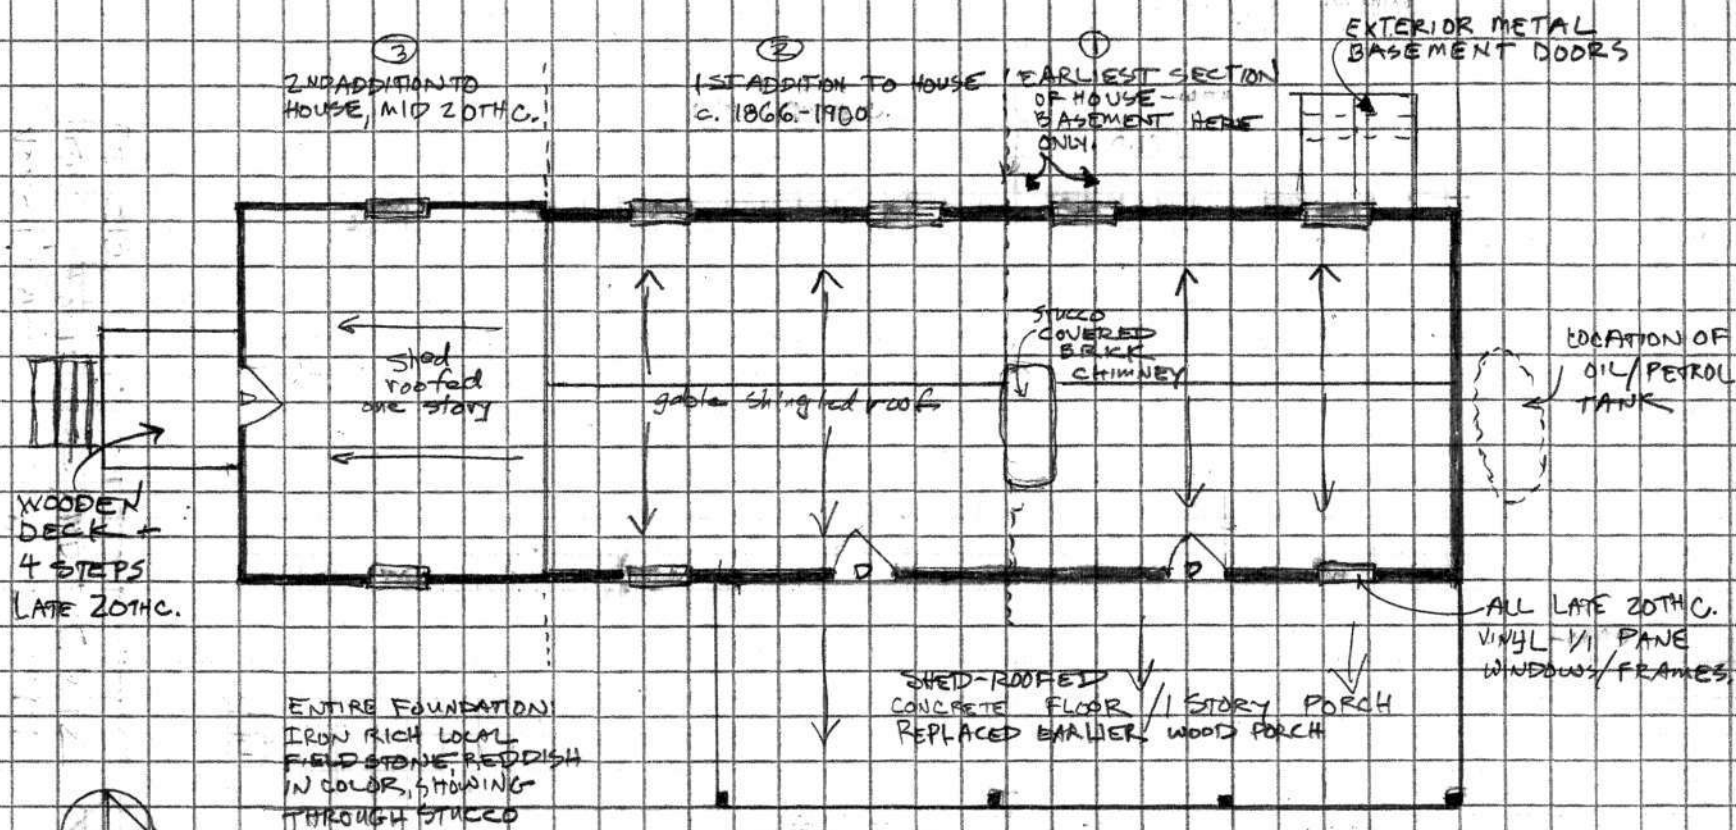 ③
2ND ADDITION TO
HOUSE, MID 20TH C.
②
1ST ADDITION TO HOUSE
c. 1866-1900
①
EARLIEST SECTION
OF HOUSE-
BASEMENT HERE
ONLY.
EXTERIOR METAL
BASEMENT DOORS
shed
roofed
one story
gable shingled roof
STUCCO
COVERED
BRICK
CHIMNEY
LOCATION OF
OIL/PETROL
TANK
D
WOODEN
DECK +
4 STEPS
LATE 20TH C.
D
D
ALL LATE 20TH C.
VINYL - 1/1 PANE
WINDOWS/FRAMES
SHED-ROOFED
CONCRETE FLOOR / 1 STORY PORCH
REPLACED EARLIER WOOD PORCH
ENTIRE FOUNDATION
IRON RICH LOCAL
FIELDSTONE, REDDISH
IN COLOR, SHOWING
THROUGH STUCCO